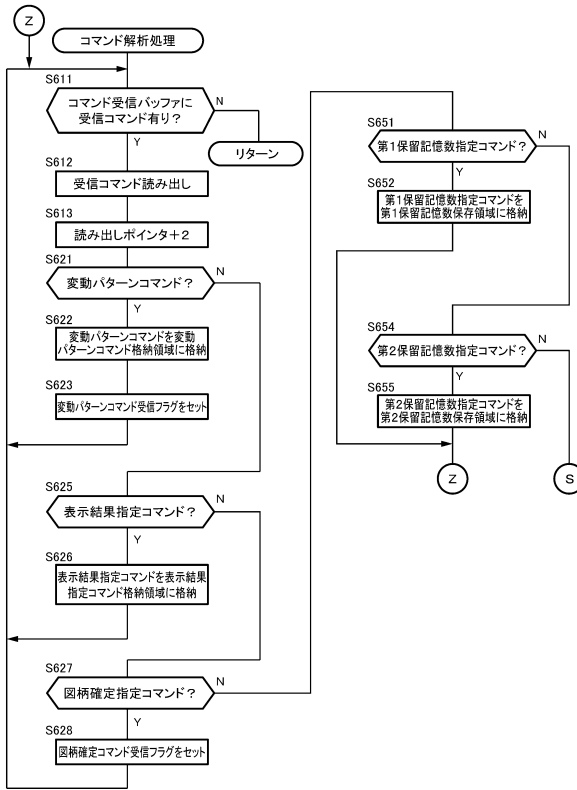 Z
コマンド解析処理
S611
コマンド受信バッファに
受信コマンド有り？
N
Y
リターン
S612
受信コマンド読み出し
S613
読み出しポインタ＋2
S621
変動パターンコマンド？
N
Y
S622
変動パターンコマンドを変動
パターンコマンド格納領域に格納
S623
変動パターンコマンド受信フラグをセット
S625
表示結果指定コマンド？
N
Y
S626
表示結果指定コマンドを表示結果
指定コマンド格納領域に格納
S627
図柄確定指定コマンド？
N
Y
S628
図柄確定コマンド受信フラグをセット
S651
第1保留記憶数指定コマンド？
N
Y
S652
第1保留記憶数指定コマンドを
第1保留記憶数保存領域に格納
S654
第2保留記憶数指定コマンド？
N
Y
S655
第2保留記憶数指定コマンドを
第2保留記憶数保存領域に格納
Z
S